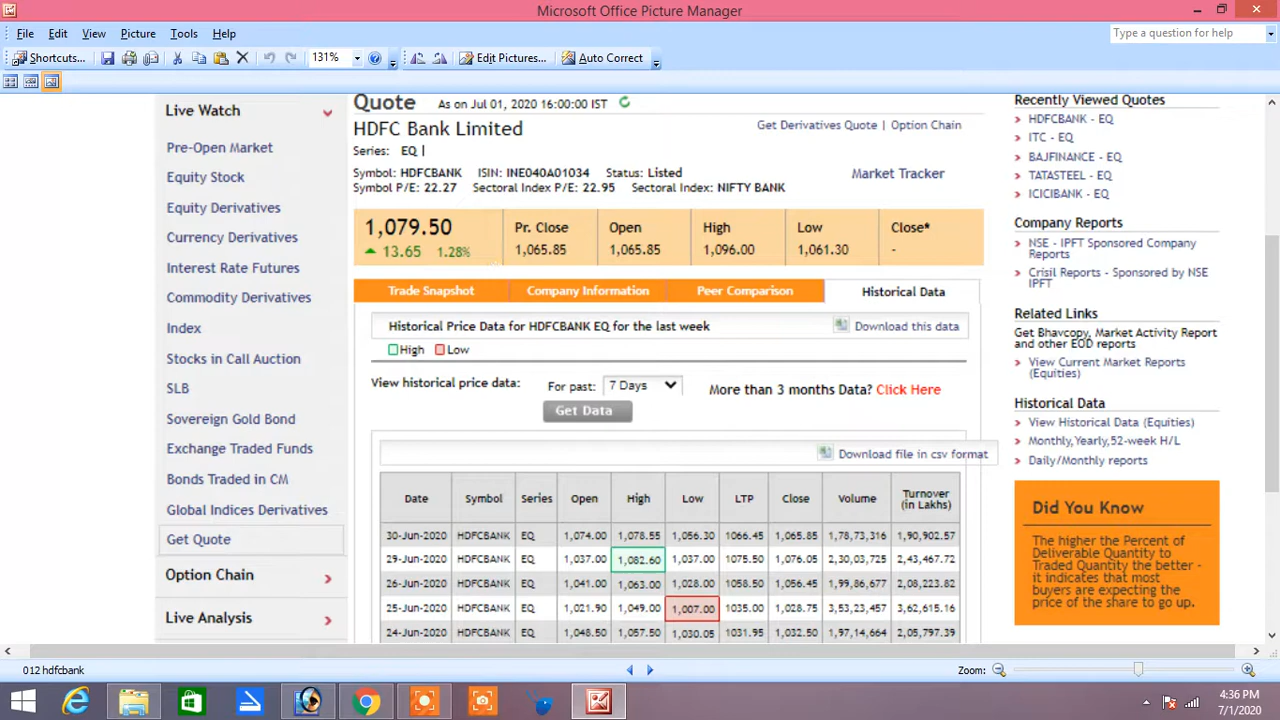 Microsoft Office Picture Manager
File Edit View Picture Tools Help
Type a question for help
Shortcuts... 131% Edit Pictures... Auto Correct
Live Watch
Pre-Open Market
Equity Stock
Equity Derivatives
Currency Derivatives
Interest Rate Futures
Commodity Derivatives
Index
Stocks in Call Auction
SLB
Sovereign Gold Bond
Exchange Traded Funds
Bonds Traded in CM
Global Indices Derivatives
Get Quote
Option Chain
Live Analysis
Quote As on Jul 01, 2020 16:00:00 IST
HDFC Bank Limited
Get Derivatives Quote | Option Chain
Series: EQ |
Symbol: HDFCBANK ISIN: INE040A01034 Status: Listed
Market Tracker
Symbol P/E: 22.27 Sectoral Index P/E: 22.95 Sectoral Index: NIFTY BANK
1,079.50 Pr. Close Open High Low Close*
13.65 1.28% 1,065.85 1,065.85 1,096.00 1,061.30 -
Trade Snapshot Company Information Peer Comparison Historical Data
Historical Price Data for HDFCBANK EQ for the last week Download this data
High Low
View historical price data: For past: 7 Days More than 3 months Data? Click Here
Get Data
Download file in csv format
Date Symbol Series Open High Low LTP Close Volume Turnover (in Lakhs)
30-Jun-2020 HDFCBANK EQ 1,074.00 1,078.55 1,056.30 1066.45 1,065.85 1,78,73,316 1,90,902.57
29-Jun-2020 HDFCBANK EQ 1,037.00 1,082.60 1,037.00 1075.50 1,076.05 2,30,03,725 2,43,467.72
26-Jun-2020 HDFCBANK EQ 1,041.00 1,063.00 1,028.00 1058.50 1,056.45 1,99,86,677 2,08,223.82
25-Jun-2020 HDFCBANK EQ 1,021.90 1,049.00 1,007.00 1035.00 1,028.75 3,53,23,457 3,62,615.16
24-Jun-2020 HDFCBANK EQ 1,048.50 1,057.50 1,030.05 1031.95 1,032.50 1,97,14,664 2,05,797.39
Recently Viewed Quotes
HDFCBANK - EQ
ITC - EQ
BAJFINANCE - EQ
TATASTEEL - EQ
ICICIBANK - EQ
Company Reports
NSE - IPFT Sponsored Company
Reports
Crisil Reports - Sponsored by NSE
IPFT
Related Links
Get Bhavcopy, Market Activity Report
and other EOD reports
View Current Market Reports
(Equities)
Historical Data
View Historical Data (Equities)
Monthly,Yearly,52-week H/L
Daily/Monthly reports
Did You Know
The higher the Percent of
Deliverable Quantity to
Traded Quantity the better -
it indicates that most
buyers are expecting the
price of the share to go up.
012 hdfcbank
Zoom:
4:36 PM
7/1/2020